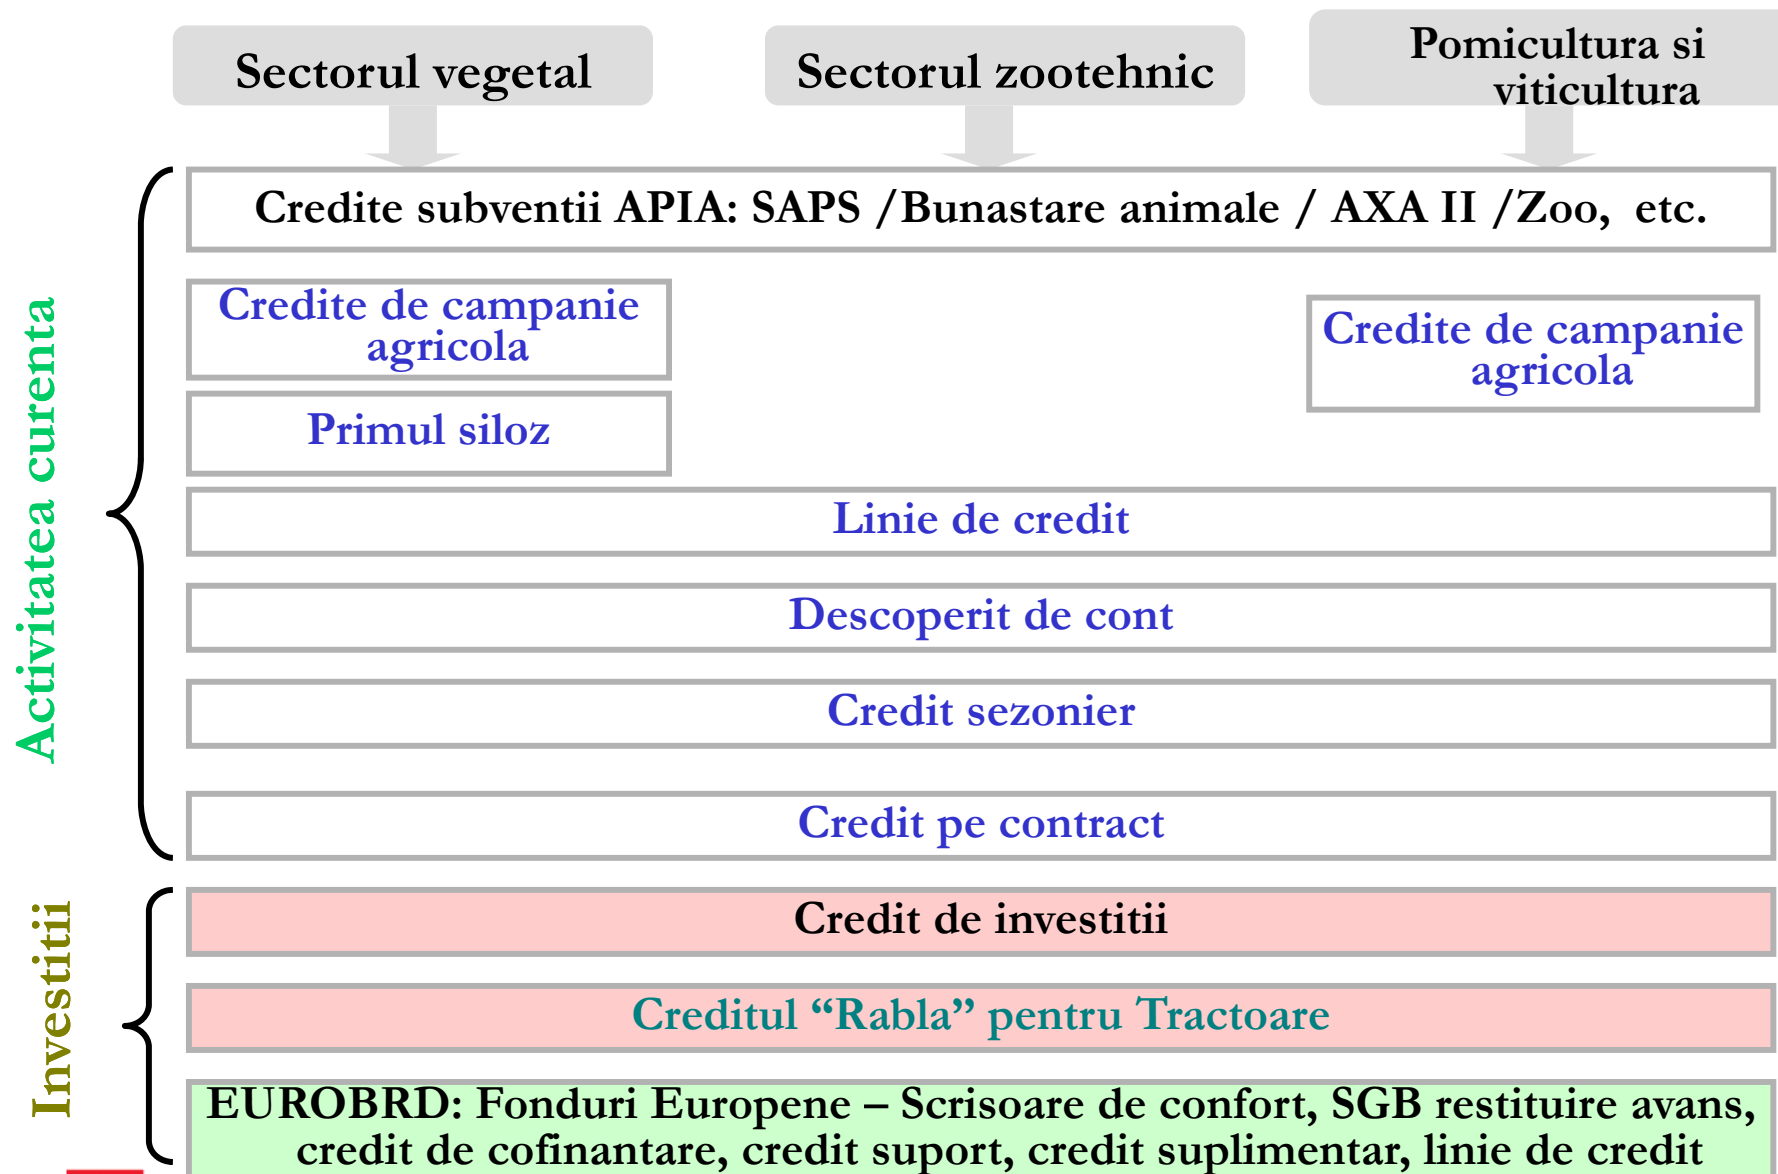 Sectorul vegetal
Sectorul zootehnic
Pomicultura si
viticultura
Credite subventii APIA: SAPS /Bunastare animale / AXA II /Zoo, etc.
Activitatea curenta
Credite de campanie
agricola
Credite de campanie
agricola
Primul siloz
Linie de credit
Descoperit de cont
Credit sezonier
Credit pe contract
Investitii
Credit de investitii
Creditul “Rabla” pentru Tractoare
EUROBRD: Fonduri Europene – Scrisoare de confort, SGB restituire avans,
credit de cofinantare, credit suport, credit suplimentar, linie de credit